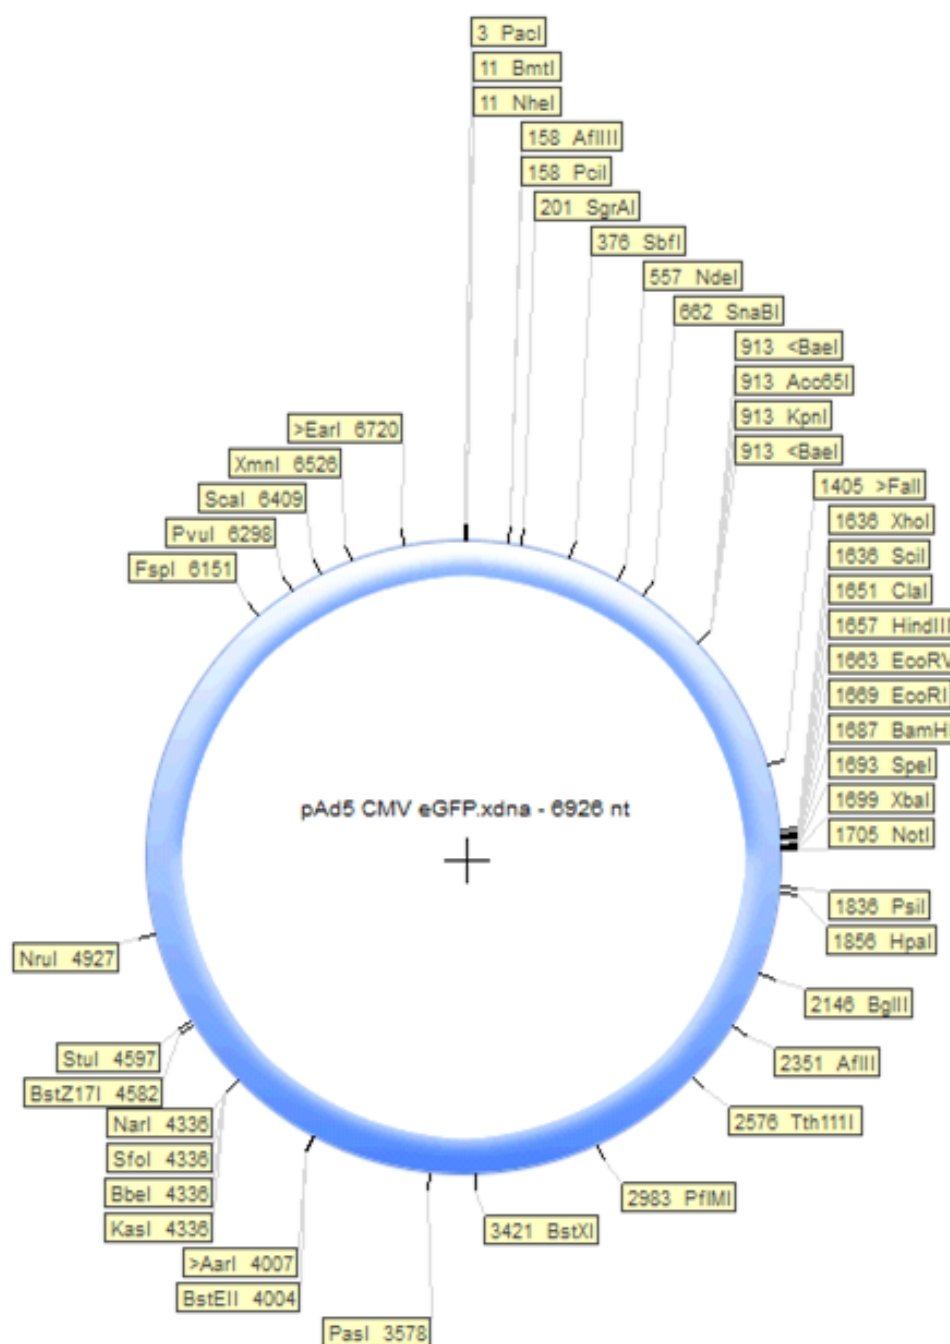 3 PacI
11 BmtI
11 NheI
158 AflIII
158 PciI
201 SgrAI
376 SbfI
557 NdeI
662 SnaBI
913 <BaeI
913 Acc65I
913 KpnI
913 <BaeI
1405 >FalI
1636 XhoI
1636 SciI
1651 ClaI
1657 HindIII
1663 EcoRV
1669 EcoRI
1687 BamHI
1693 SpeI
1699 XbaI
1705 NotI
1836 PsiI
1856 HpaI
2146 BglII
2351 AflII
2576 Tth111I
2983 PflMI
3421 BstXI
PasI 3578
BstEII 4004
>AarI 4007
KasI 4336
BbeI 4336
SfoI 4336
NarI 4336
BstZ17I 4582
StuI 4597
NruI 4927
FspI 6151
PvuI 6298
ScaI 6409
XmnI 6526
>EarI 6720
pAd5 CMV eGFP.xdna - 6926 nt